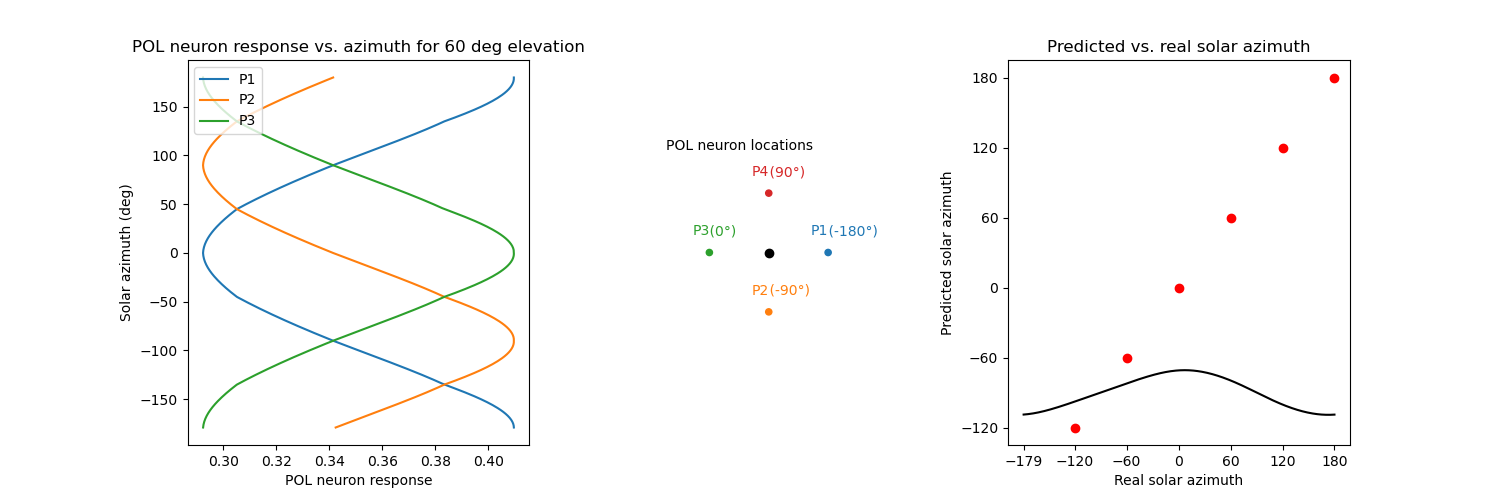 POL neuron response vs. azimuth for 60 deg elevation
P1
P2
P3
150
100
50
0
−50
−100
−150
Solar azimuth (deg)
0.30 0.32 0.34 0.36 0.38 0.40
POL neuron response
POL neuron locations
P4(90°)
P3(0°) P1(-180°)
P2(-90°)
Predicted vs. real solar azimuth
180
120
60
0
−60
−120
Predicted solar azimuth
−179 −120 −60 0 60 120 180
Real solar azimuth